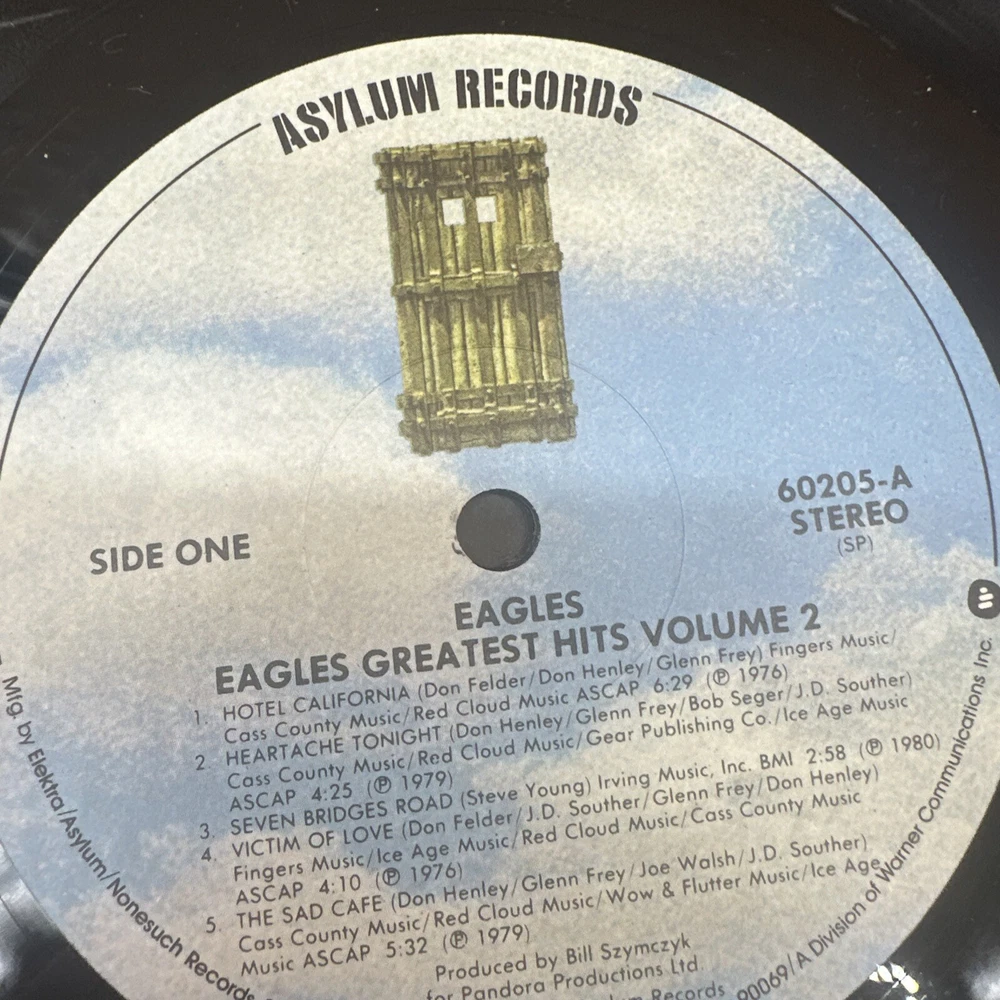 ASYLUM RECORDS
60205-A
STEREO
(SP)
SIDE ONE
EAGLES
EAGLES GREATEST HITS VOLUME 2
1. HOTEL CALIFORNIA (Don Felder/Don Henley/Glenn Frey) Fingers Music/
Cass County Music/Red Cloud Music ASCAP 6:29 (℗ 1976)
2. HEARTACHE TONIGHT (Don Henley/Glenn Frey/Bob Seger/J.D. Souther)
Cass County Music/Red Cloud Music/Gear Publishing Co./Ice Age Music
ASCAP 4:25 (℗ 1979)
3. SEVEN BRIDGES ROAD (Steve Young) Irving Music, Inc. BMI 2:58 (℗ 1980)
4. VICTIM OF LOVE (Don Felder/J.D. Souther/Glenn Frey/Don Henley)
Fingers Music/Ice Age Music/Red Cloud Music/Cass County Music
ASCAP 4:10 (℗ 1976)
5. THE SAD CAFE (Don Henley/Glenn Frey/Joe Walsh/J.D. Souther)
Cass County Music/Red Cloud Music/Wow & Flutter Music/Ice Age
Music ASCAP 5:32 (℗ 1979)
Produced by Bill Szymczyk
for Pandora Productions Ltd.
Records
Mfg. by Elektra/Asylum/Nonesuch Records
90069/A Division of Warner Communications Inc.